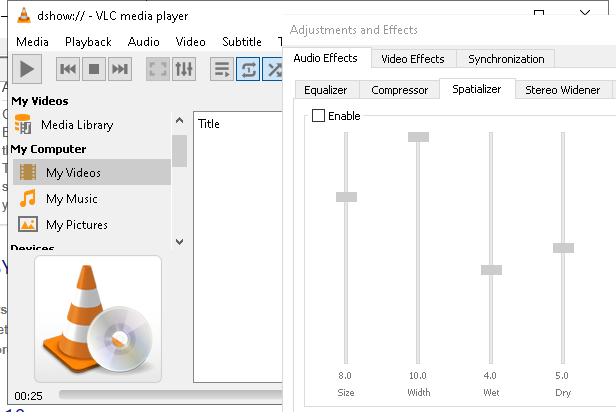 dshow:// - VLC media player
Media Playback Audio Video Subtitle T
My Videos
Media Library
My Computer
My Videos
My Music
My Pictures
Devices
Title
00:25
Adjustments and Effects
Audio Effects Video Effects Synchronization
Equalizer Compressor Spatializer Stereo Widener
Enable
8.0 10.0 4.0 5.0
Size Width Wet Dry